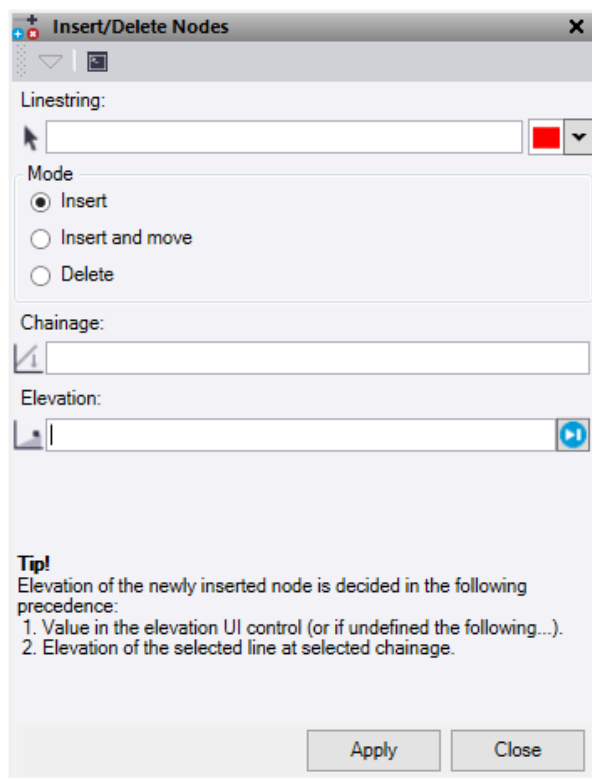 Insert/Delete Nodes
Linestring:
Mode
Insert
Insert and move
Delete
Chainage:
Elevation:
Tip!
Elevation of the newly inserted node is decided in the following
precedence:
1. Value in the elevation UI control (or if undefined the following...).
2. Elevation of the selected line at selected chainage.
Apply
Close